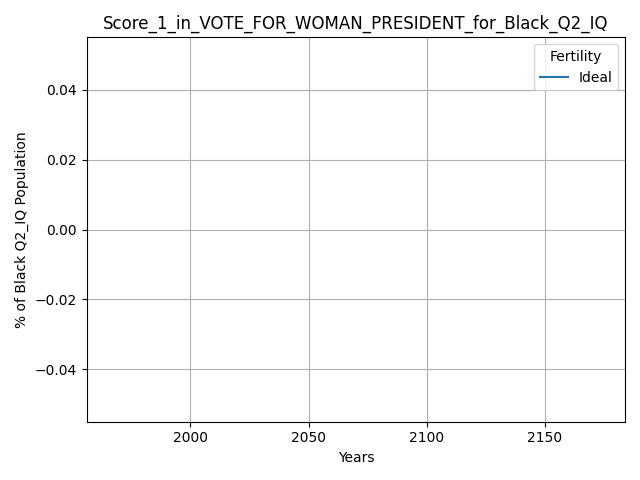 Score_1_in_VOTE_FOR_WOMAN_PRESIDENT_for_Black_Q2_IQ
Fertility
Ideal
0.04
0.02
0.00
−0.02
−0.04
% of Black Q2_IQ Population
2000 2050 2100 2150
Years